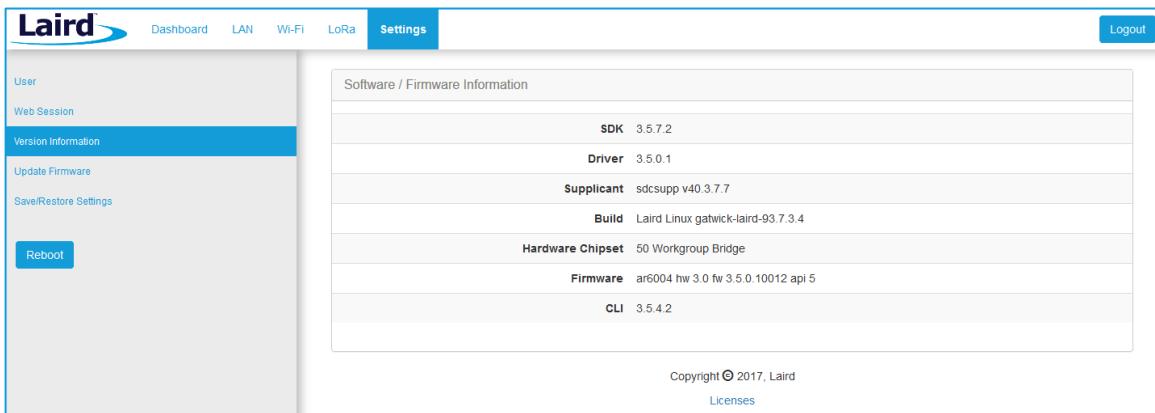 Laird™ Dashboard LAN Wi-Fi LoRa Settings Logout
User
Web Session
Version Information
Update Firmware
Save/Restore Settings
Reboot
Software / Firmware Information
SDK 3.5.7.2
Driver 3.5.0.1
Supplicant sdcsupp v40.3.7.7
Build Laird Linux gatwick-laird-93.7.3.4
Hardware Chipset 50 Workgroup Bridge
Firmware ar6004 hw 3.0 fw 3.5.0.10012 api 5
CLI 3.5.4.2
Copyright © 2017, Laird
Licenses